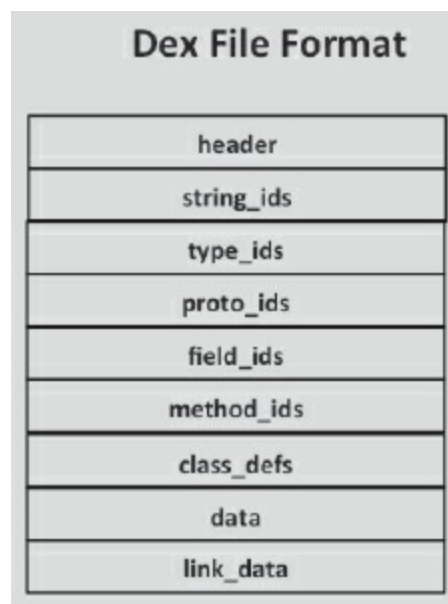 Dex File Format
header
string_ids
type_ids
proto_ids
field_ids
method_ids
class_defs
data
link_data